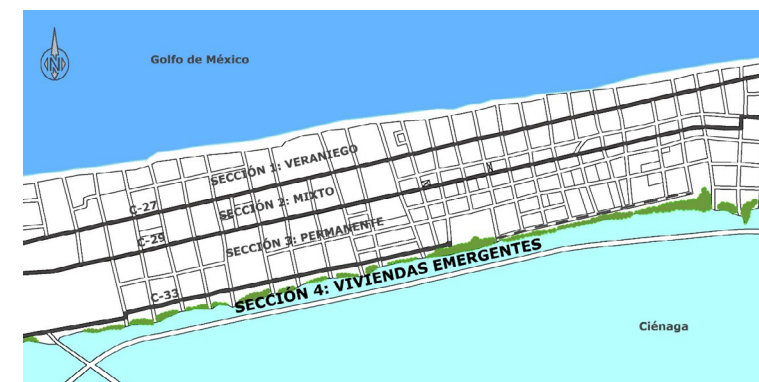 Golfo de México
N
SECCIÓN 1: VERANIEGO
C-27
SECCIÓN 2: MIXTO
C-29
SECCIÓN 3: PERMANENTE
C-33
SECCIÓN 4: VIVIENDAS EMERGENTES
Ciénaga